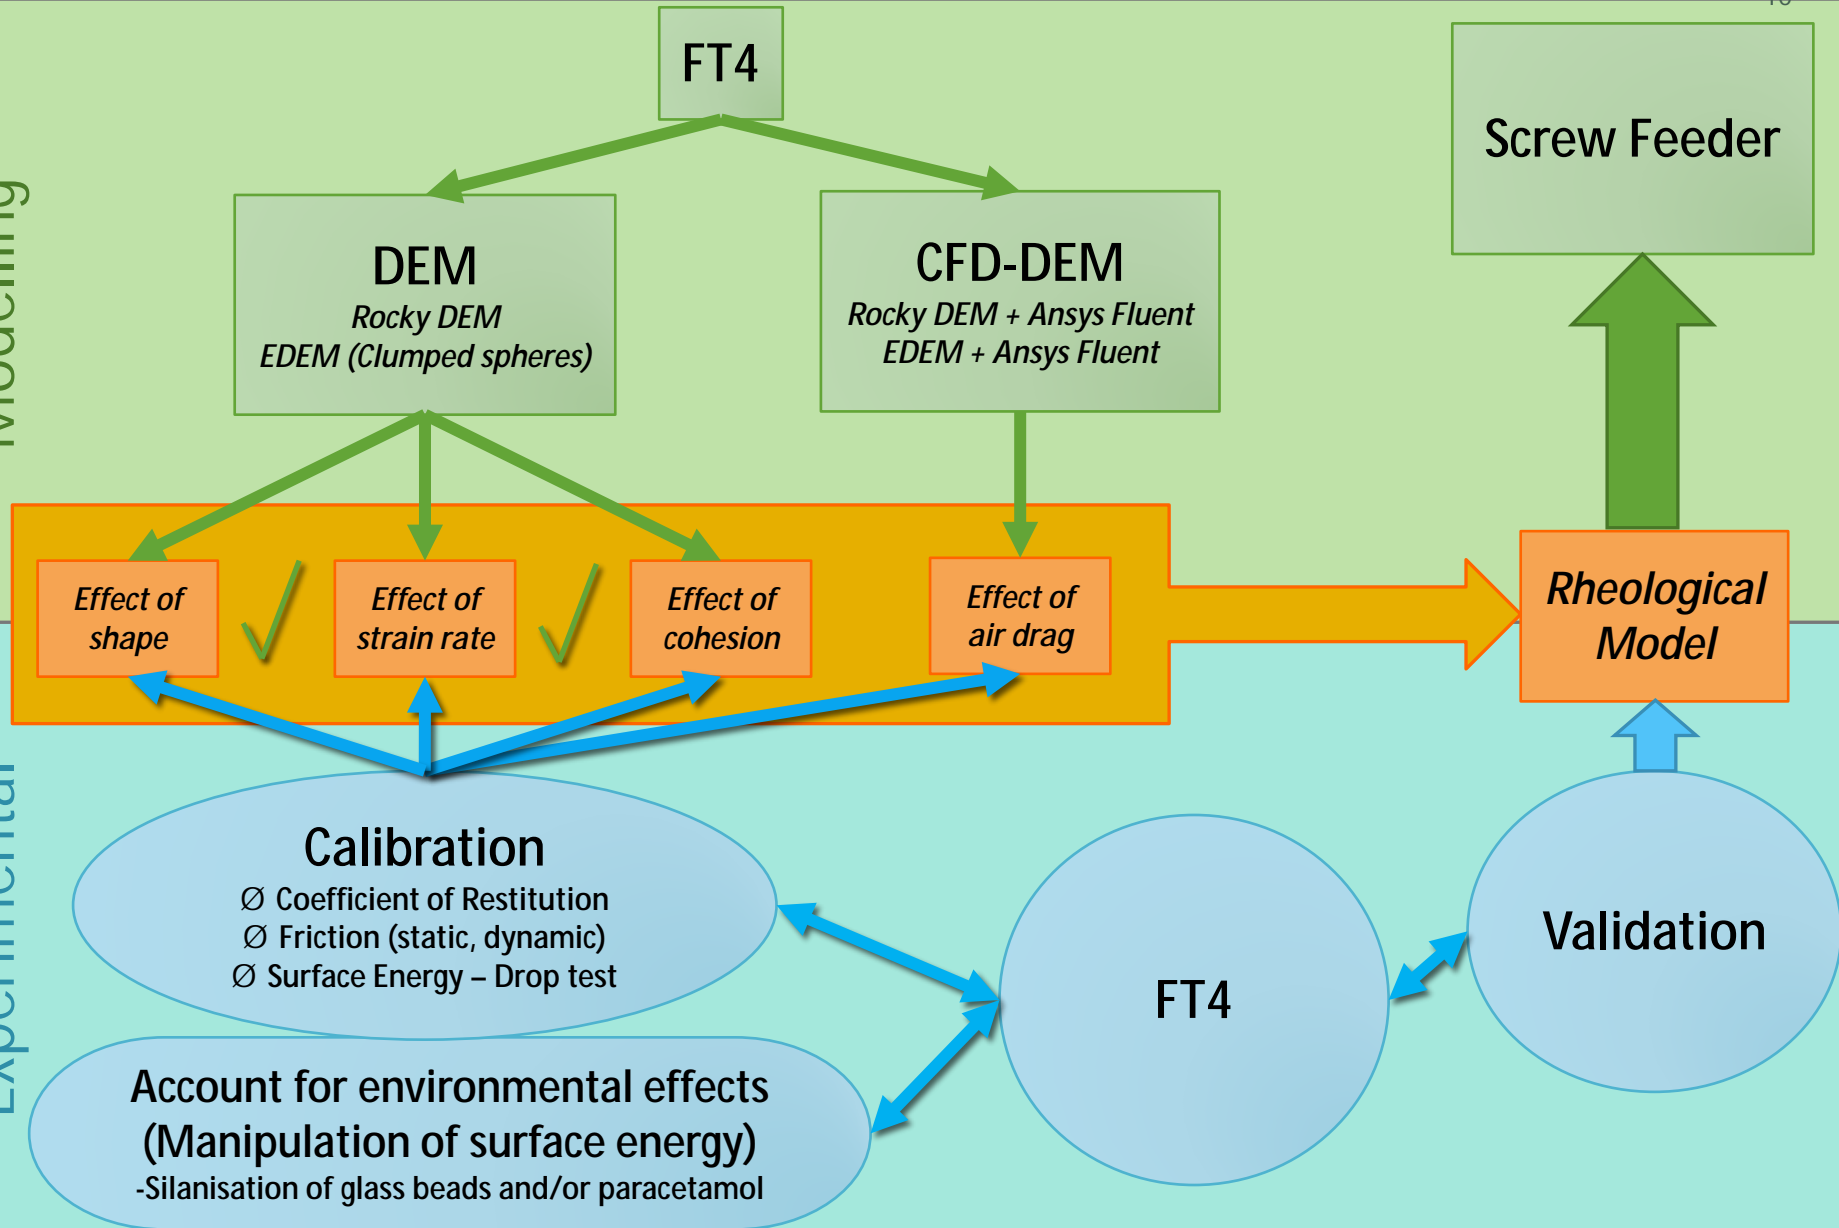 FT4
Screw Feeder
Modelling
DEM
Rocky DEM
EDEM (Clumped spheres)
CFD-DEM
Rocky DEM + Ansys Fluent
EDEM + Ansys Fluent
Effect of
shape
Effect of
strain rate
Effect of
cohesion
Effect of
air drag
Rheological
Model
Experimental
Calibration
Ø Coefficient of Restitution
Ø Friction (static, dynamic)
Ø Surface Energy – Drop test
FT4
Validation
Account for environmental effects
(Manipulation of surface energy)
-Silanisation of glass beads and/or paracetamol